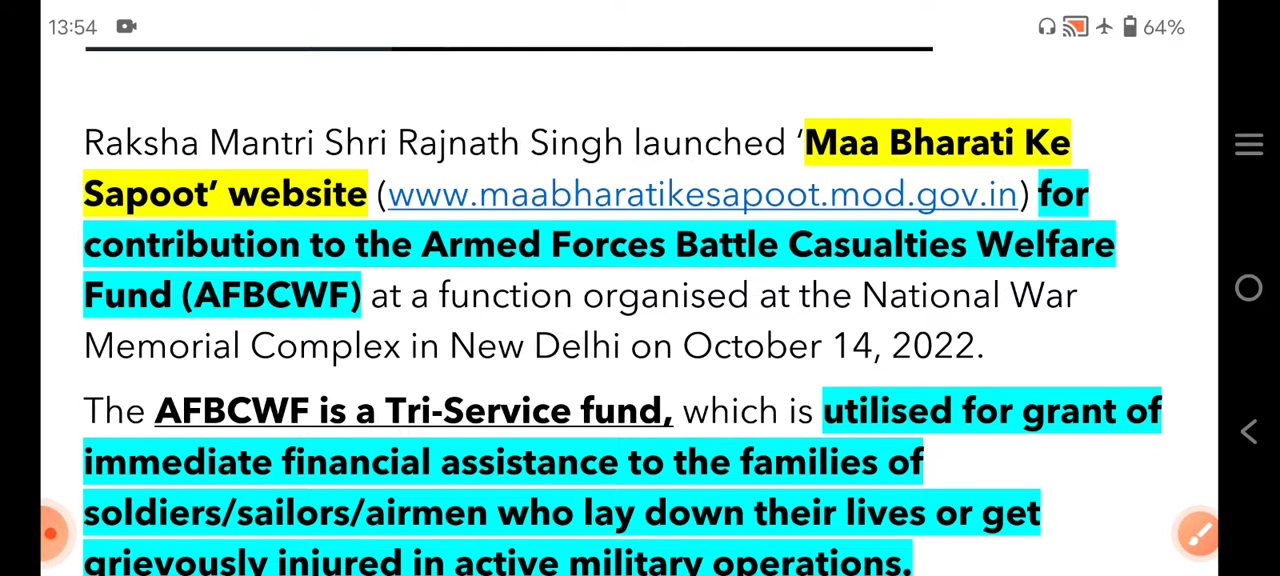 13:54
64%
Raksha Mantri Shri Rajnath Singh launched ‘Maa Bharati Ke
Sapoot’ website (www.maabharatikesapoot.mod.gov.in) for
contribution to the Armed Forces Battle Casualties Welfare
Fund (AFBCWF) at a function organised at the National War
Memorial Complex in New Delhi on October 14, 2022.
The AFBCWF is a Tri-Service fund, which is utilised for grant of
immediate financial assistance to the families of
soldiers/sailors/airmen who lay down their lives or get
grievously injured in active military operations.